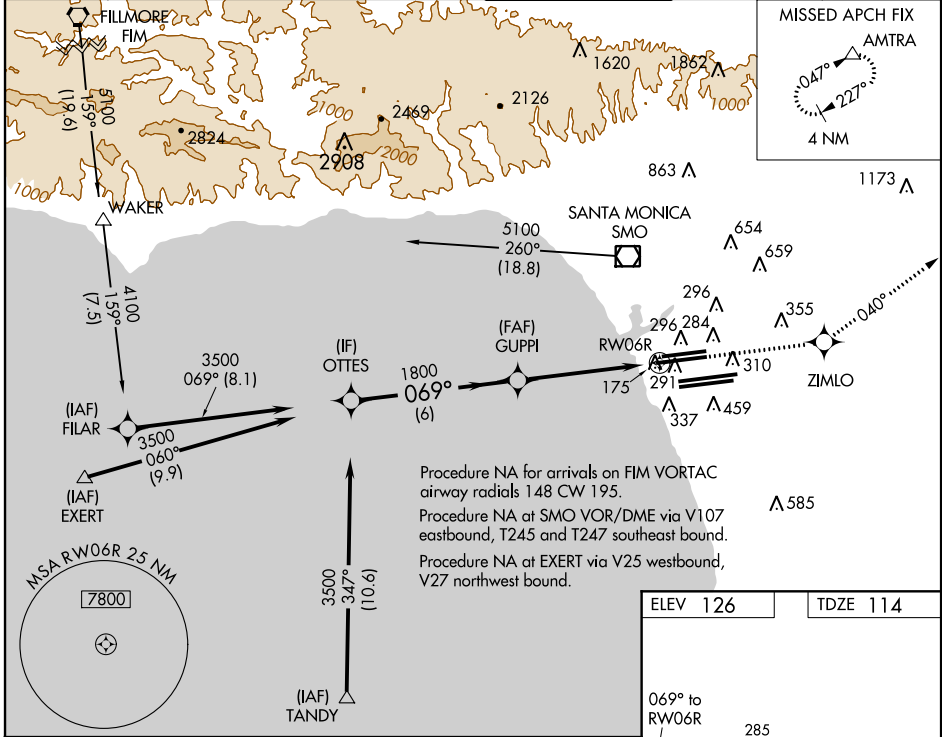 FILLMORE
FIM
5100
159°
(19.6)
1000
2824
2908
2469
2000
2126
1620
1862
1000
1000
MISSED APCH FIX
AMTRA
047°
227°
4 NM
WAKER
863
1173
SANTA MONICA
SMO
5100
260°
(18.8)
654
659
4100
159°
(7.5)
296
296
284
355
040°
(FAF)
GUPPI
RW06R
(IF)
OTTES
3500
069° (8.1)
1800
069°
(6)
175
291
310
ZIMLO
(IAF)
FILAR
3500
060°
(9.9)
337
459
(IAF)
EXERT
Procedure NA for arrivals on FIM VORTAC
airway radials 148 CW 195.
Procedure NA at SMO VOR/DME via V107
eastbound, T245 and T247 southeast bound.
Procedure NA at EXERT via V25 westbound,
V27 northwest bound.
585
MSA RW06R 25 NM
7800
3500
347°
(10.6)
(IAF)
TANDY
ELEV 126
TDZE 114
069° to
RW06R
285